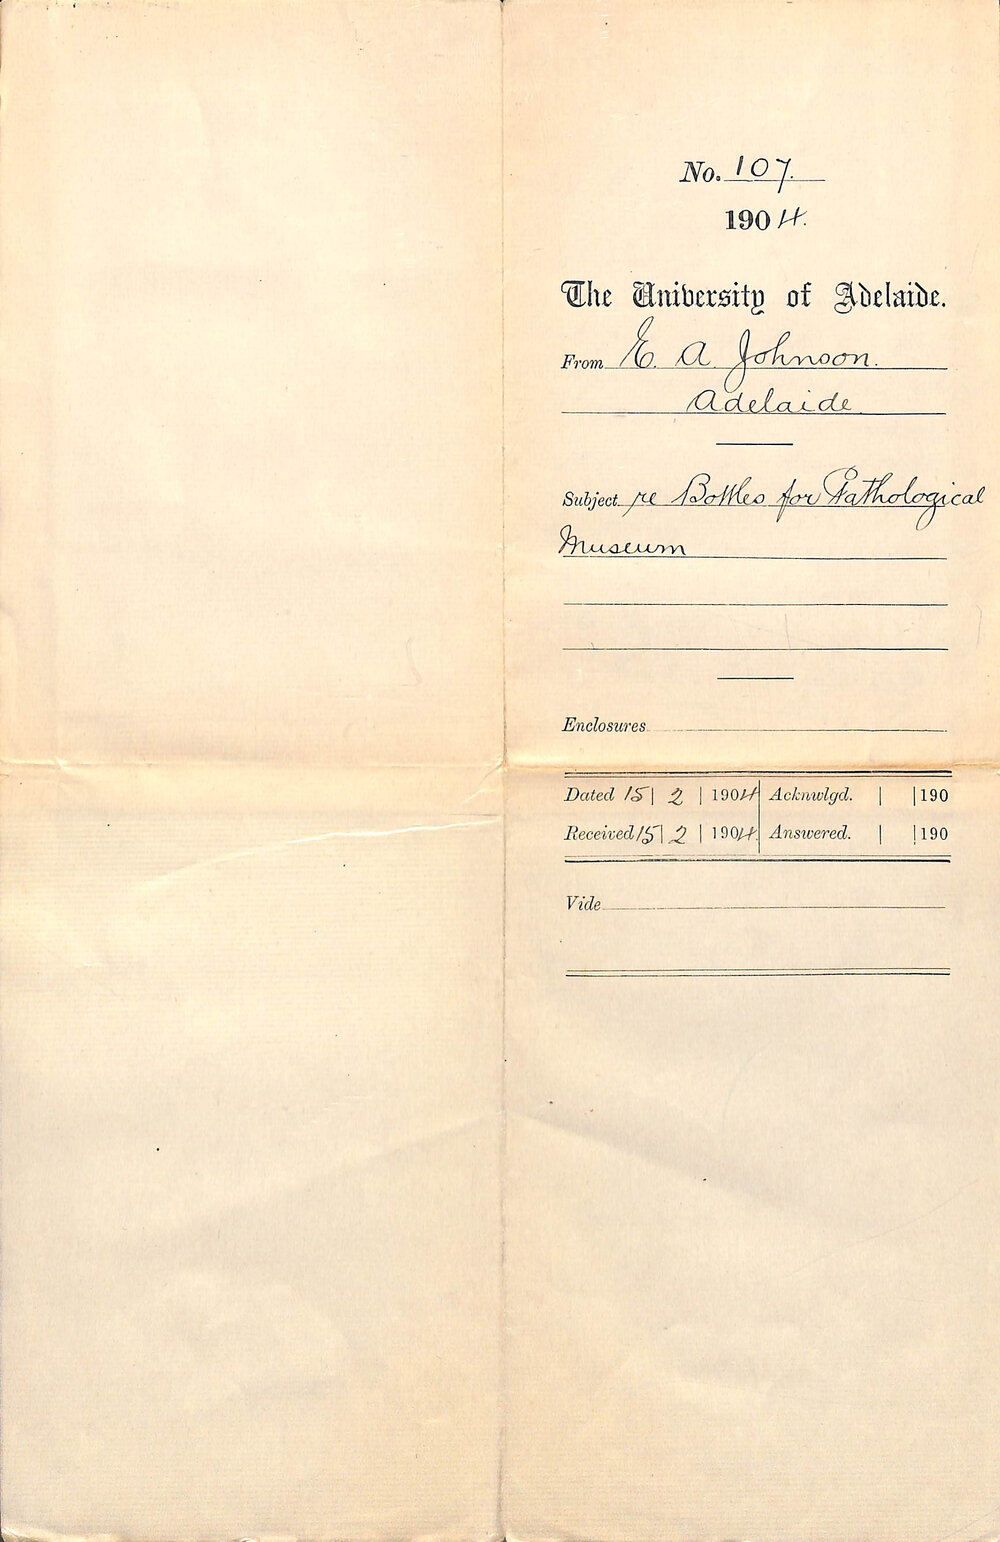 No. 107.
1904.
The University of Adelaide.
From E. A. Johnson.
Adelaide
Subject re Bottles for Pathological
Museum
Enclosures
Dated 15 | 2 | 1904 Acknwlgd. | | 190
Received 15 | 2 | 1904. Answered. | | 190
Vide